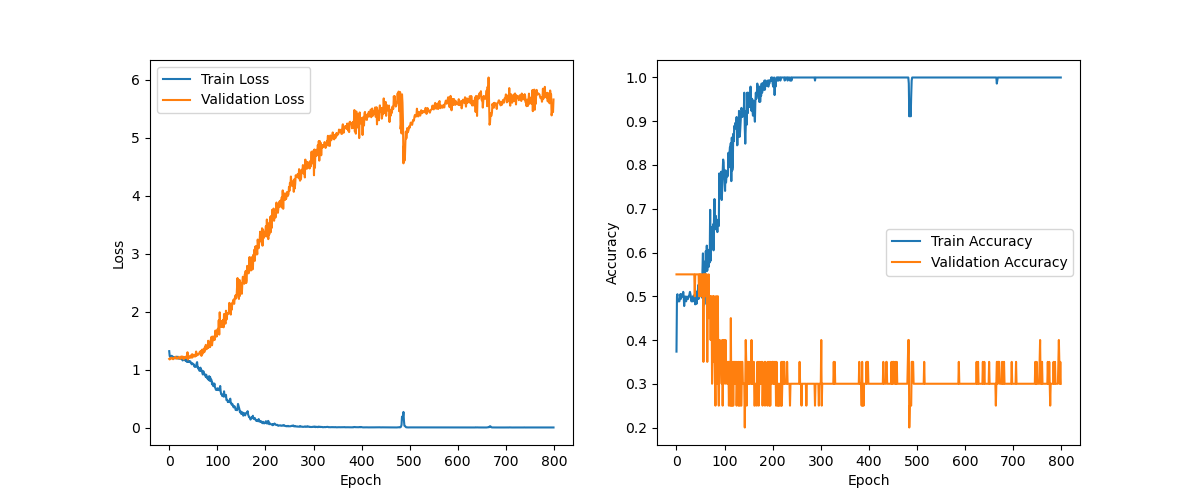 Train Loss
Validation Loss
6
5
4
3
2
1
0
Loss
0 100 200 300 400 500 600 700 800
Epoch
Train Accuracy
Validation Accuracy
1.0
0.9
0.8
0.7
0.6
0.5
0.4
0.3
0.2
Accuracy
0 100 200 300 400 500 600 700 800
Epoch